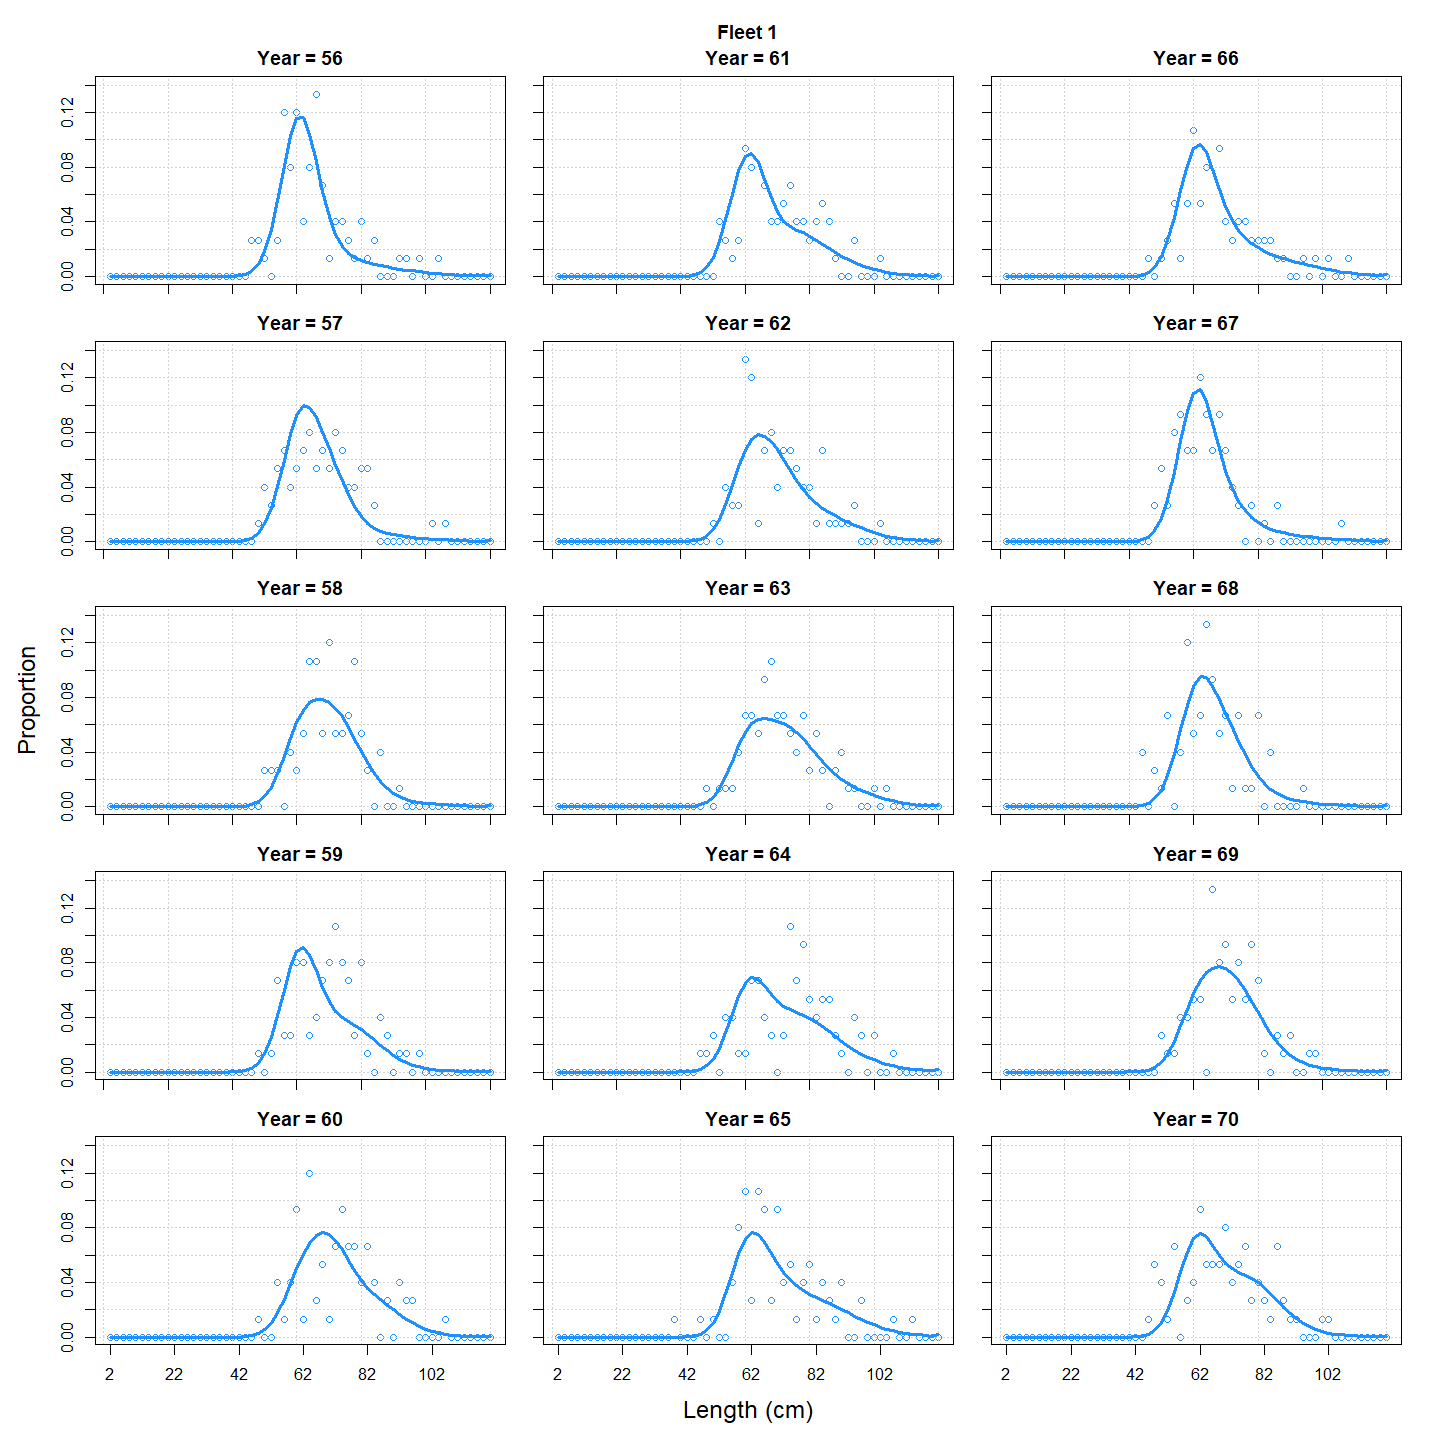 Fleet 1
Year = 56
Year = 61
Year = 66
0.00 0.04 0.08 0.12
Year = 57
Year = 62
Year = 67
0.00 0.04 0.08 0.12
Year = 58
Year = 63
Year = 68
0.00 0.04 0.08 0.12
Proportion
Year = 59
Year = 64
Year = 69
0.00 0.04 0.08 0.12
Year = 60
Year = 65
Year = 70
0.00 0.04 0.08 0.12
2 22 42 62 82 102
2 22 42 62 82 102
2 22 42 62 82 102
Length (cm)